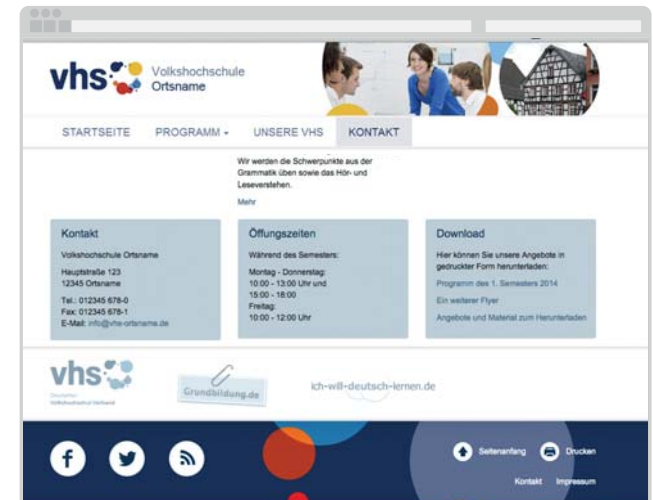 vhs
Volkshochschule
Ortsname
STARTSEITE PROGRAMM UNSERE VHS KONTAKT
Wir werden die Schwerpunkte aus der
Grammatik üben sowie das Hör- und
Leseverstehen.
Mehr
Kontakt
Volkshochschule Ortsname
Hauptstraße 123
12345 Ortsname
Tel.: 012345 678-0
Fax: 012345 678-1
E-Mail: info@vhs-ortsname.de
Öffungszeiten
Während des Semesters:
Montag - Donnerstag:
10:00 - 13:00 Uhr und
15:00 - 18:00
Freitag:
10:00 - 12:00 Uhr
Download
Hier können Sie unsere Angebote in
gedruckter Form herunterladen:
Programm des 1. Semesters 2014
Ein weiterer Flyer
Angebote und Material zum Herunterladen
vhs
Deutscher
Volkshochschul-Verband
Grundbildung.de
ich-will-deutsch-lernen.de
Seitenanfang Drucken
Kontakt Impressum